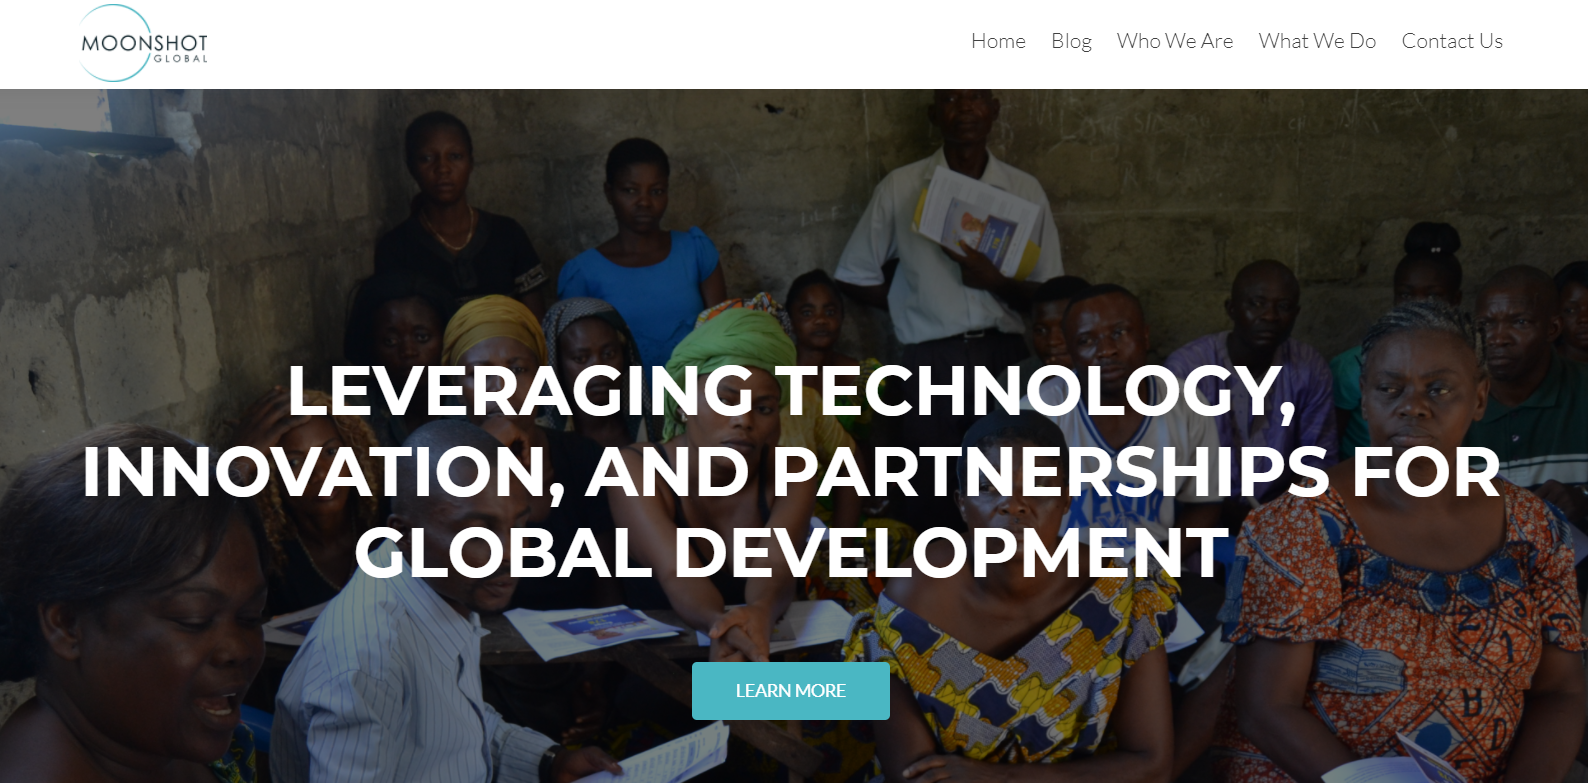 MOONSHOT
GLOBAL
Home Blog Who We Are What We Do Contact Us
LEVERAGING TECHNOLOGY,
INNOVATION, AND PARTNERSHIPS FOR
GLOBAL DEVELOPMENT
LEARN MORE